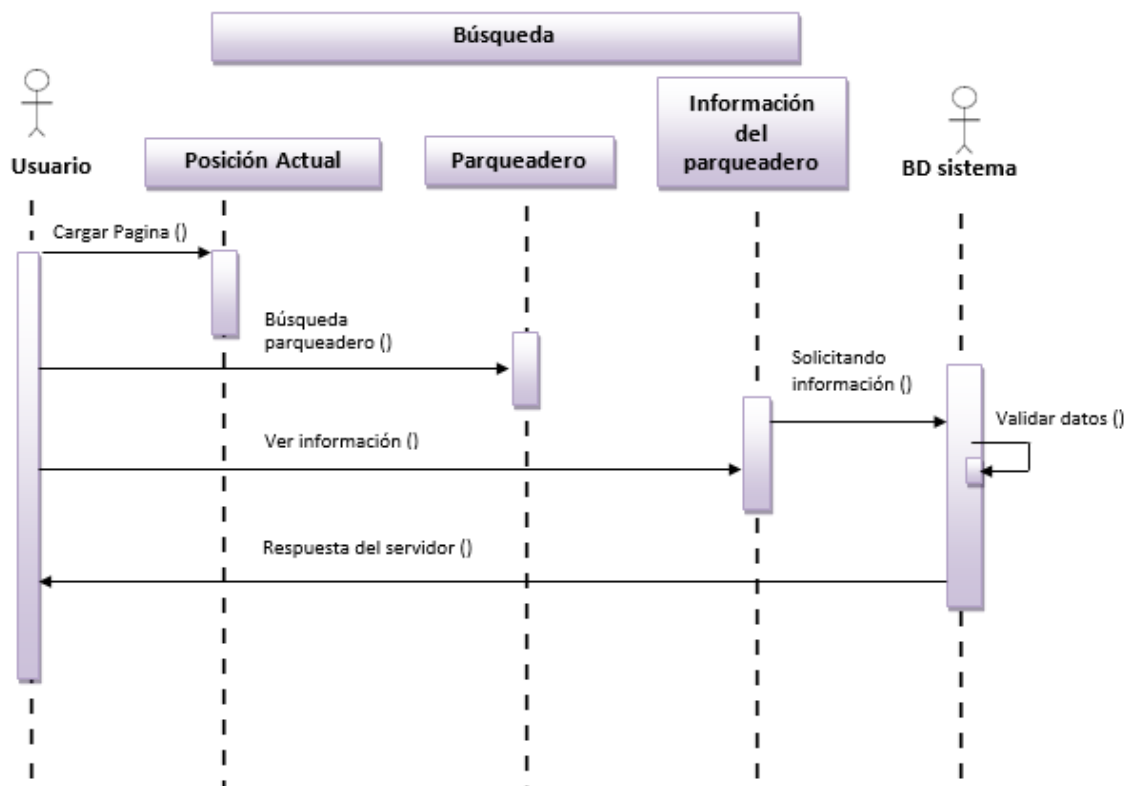 Búsqueda
Información
del
parqueadero
Usuario
Posición Actual
Parqueadero
BD sistema
Cargar Pagina ()
Búsqueda
parqueadero ()
Solicitando
información ()
Validar datos ()
Ver información ()
Respuesta del servidor ()